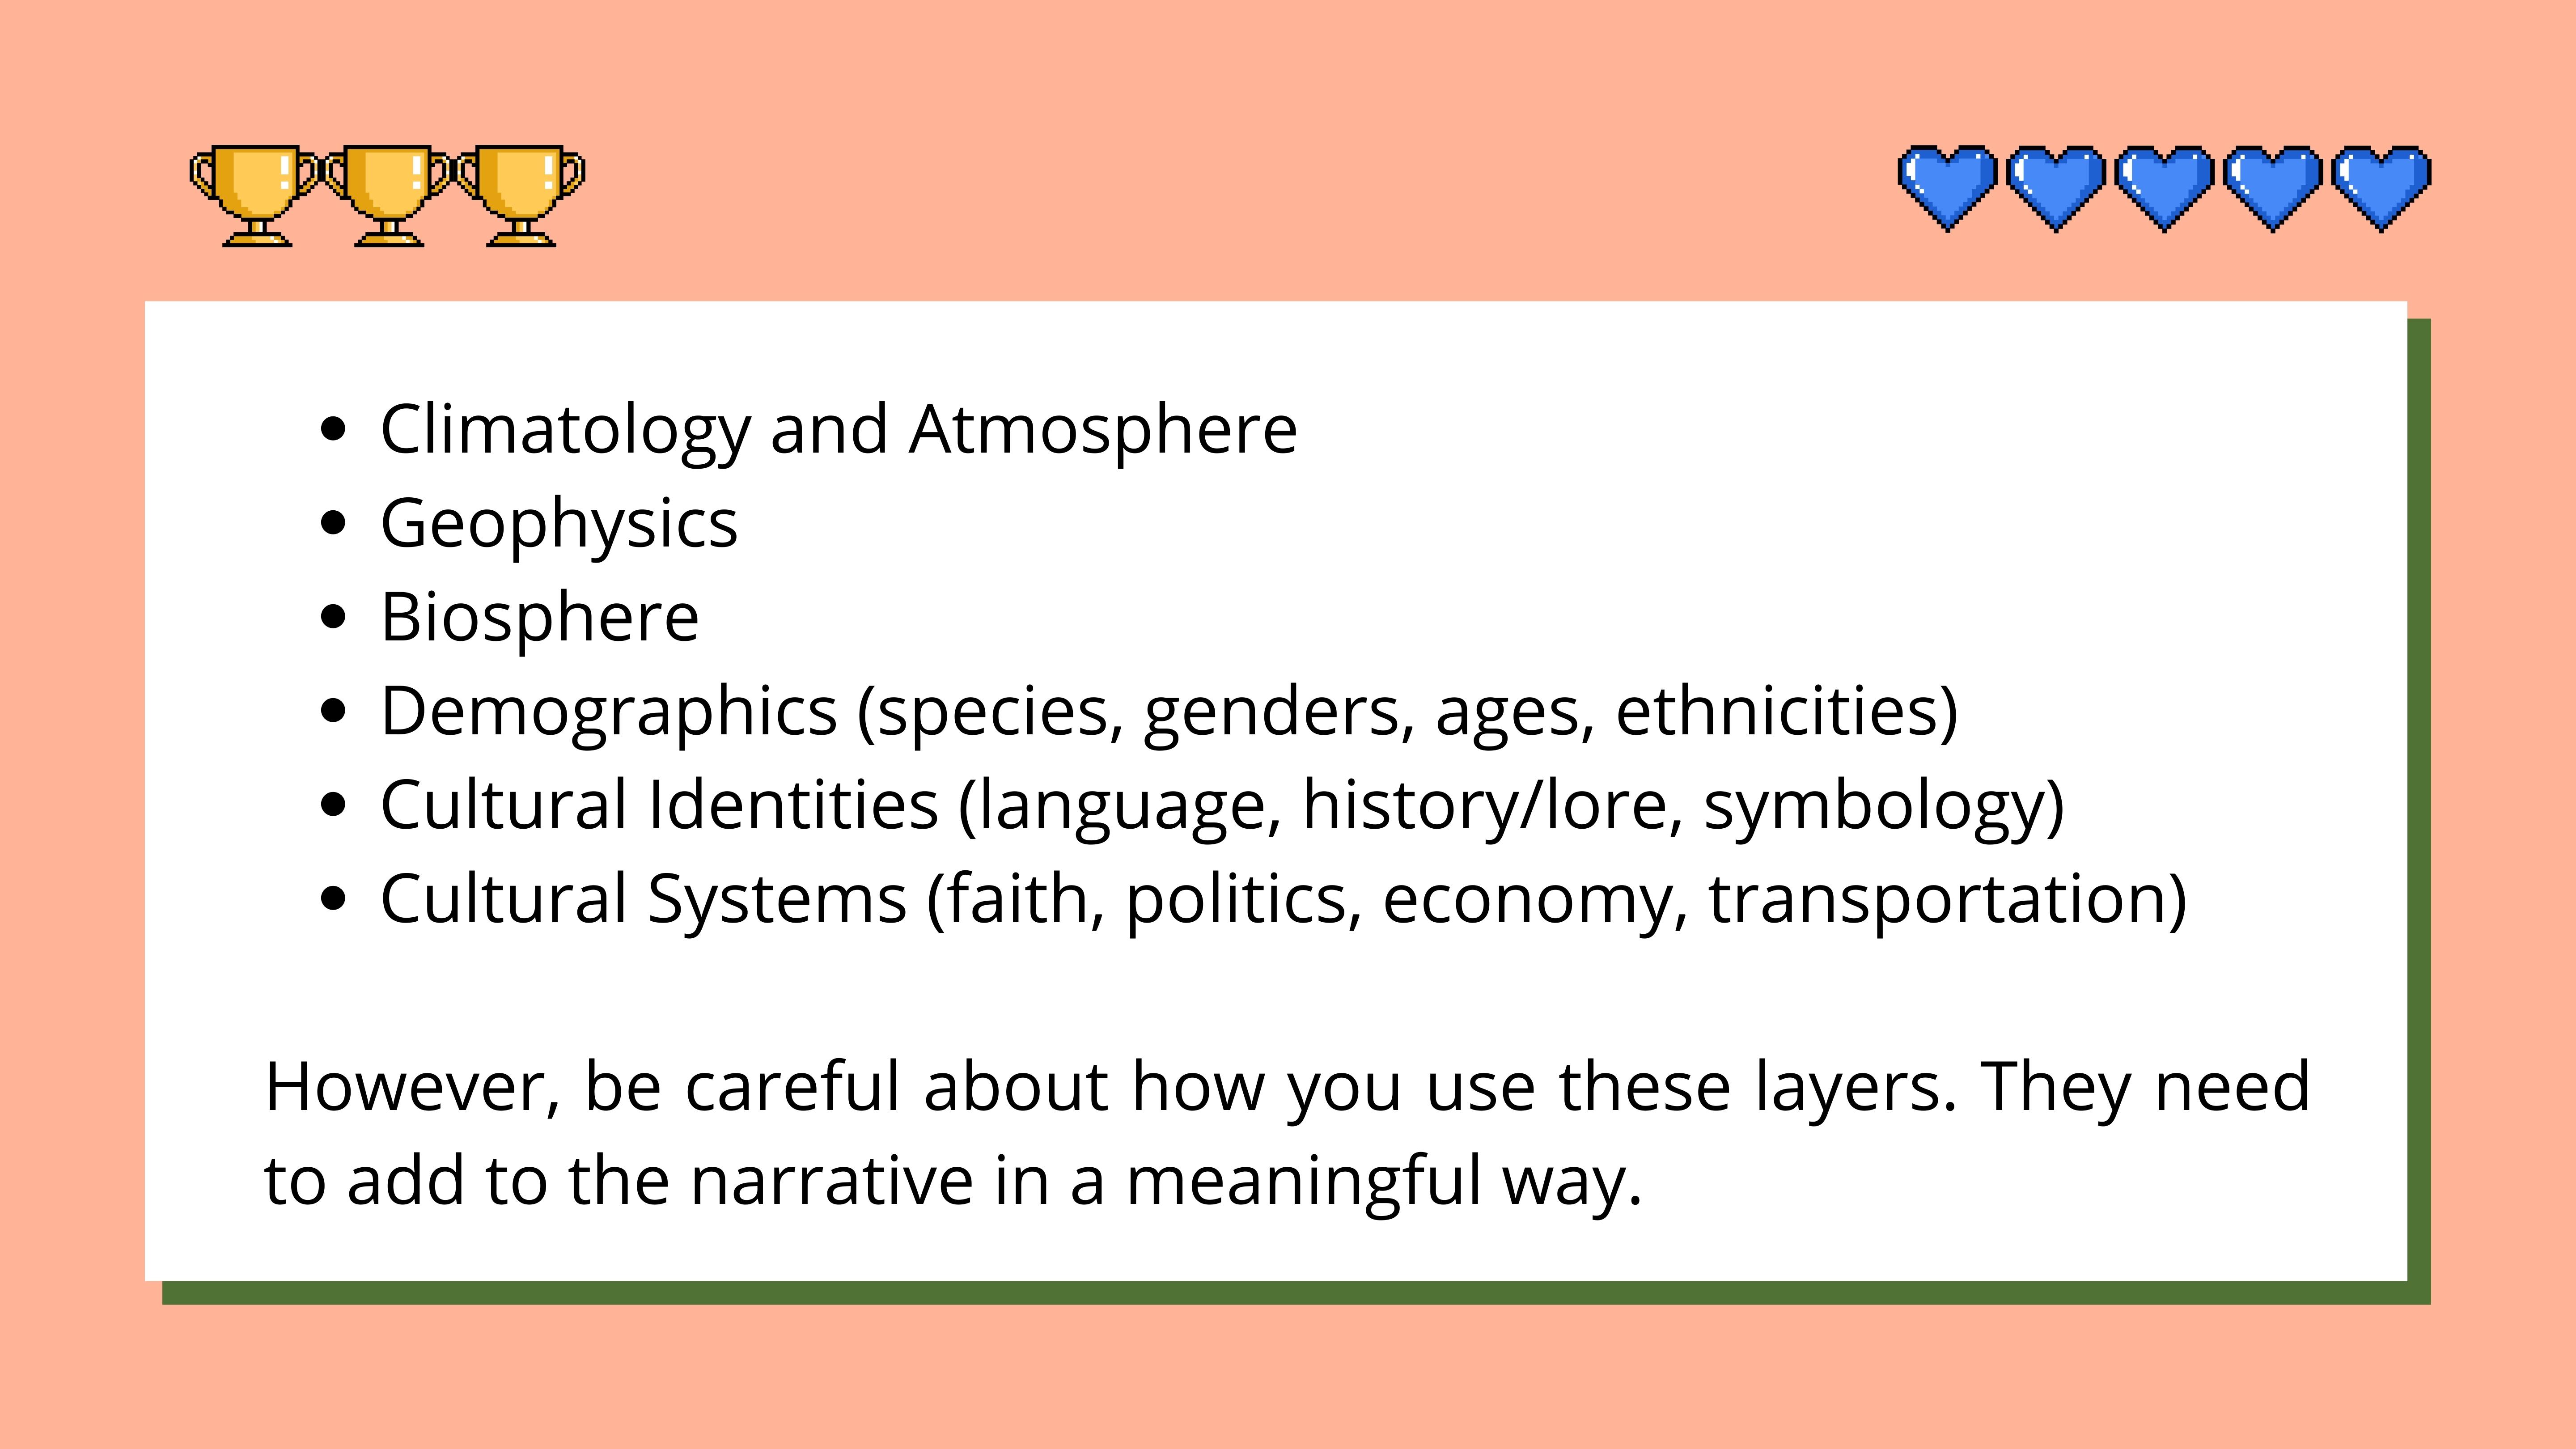 • Climatology and Atmosphere
• Geophysics
• Biosphere
• Demographics (species, genders, ages, ethnicities)
• Cultural Identities (language, history/lore, symbology)
• Cultural Systems (faith, politics, economy, transportation)
However, be careful about how you use these layers. They need
to add to the narrative in a meaningful way.